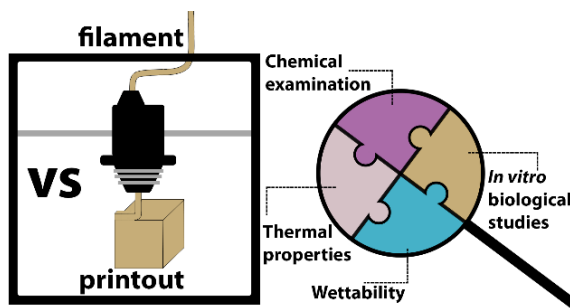 filament
VS
printout
Chemical
examination
In vitro
biological
studies
Thermal
properties
Wettability